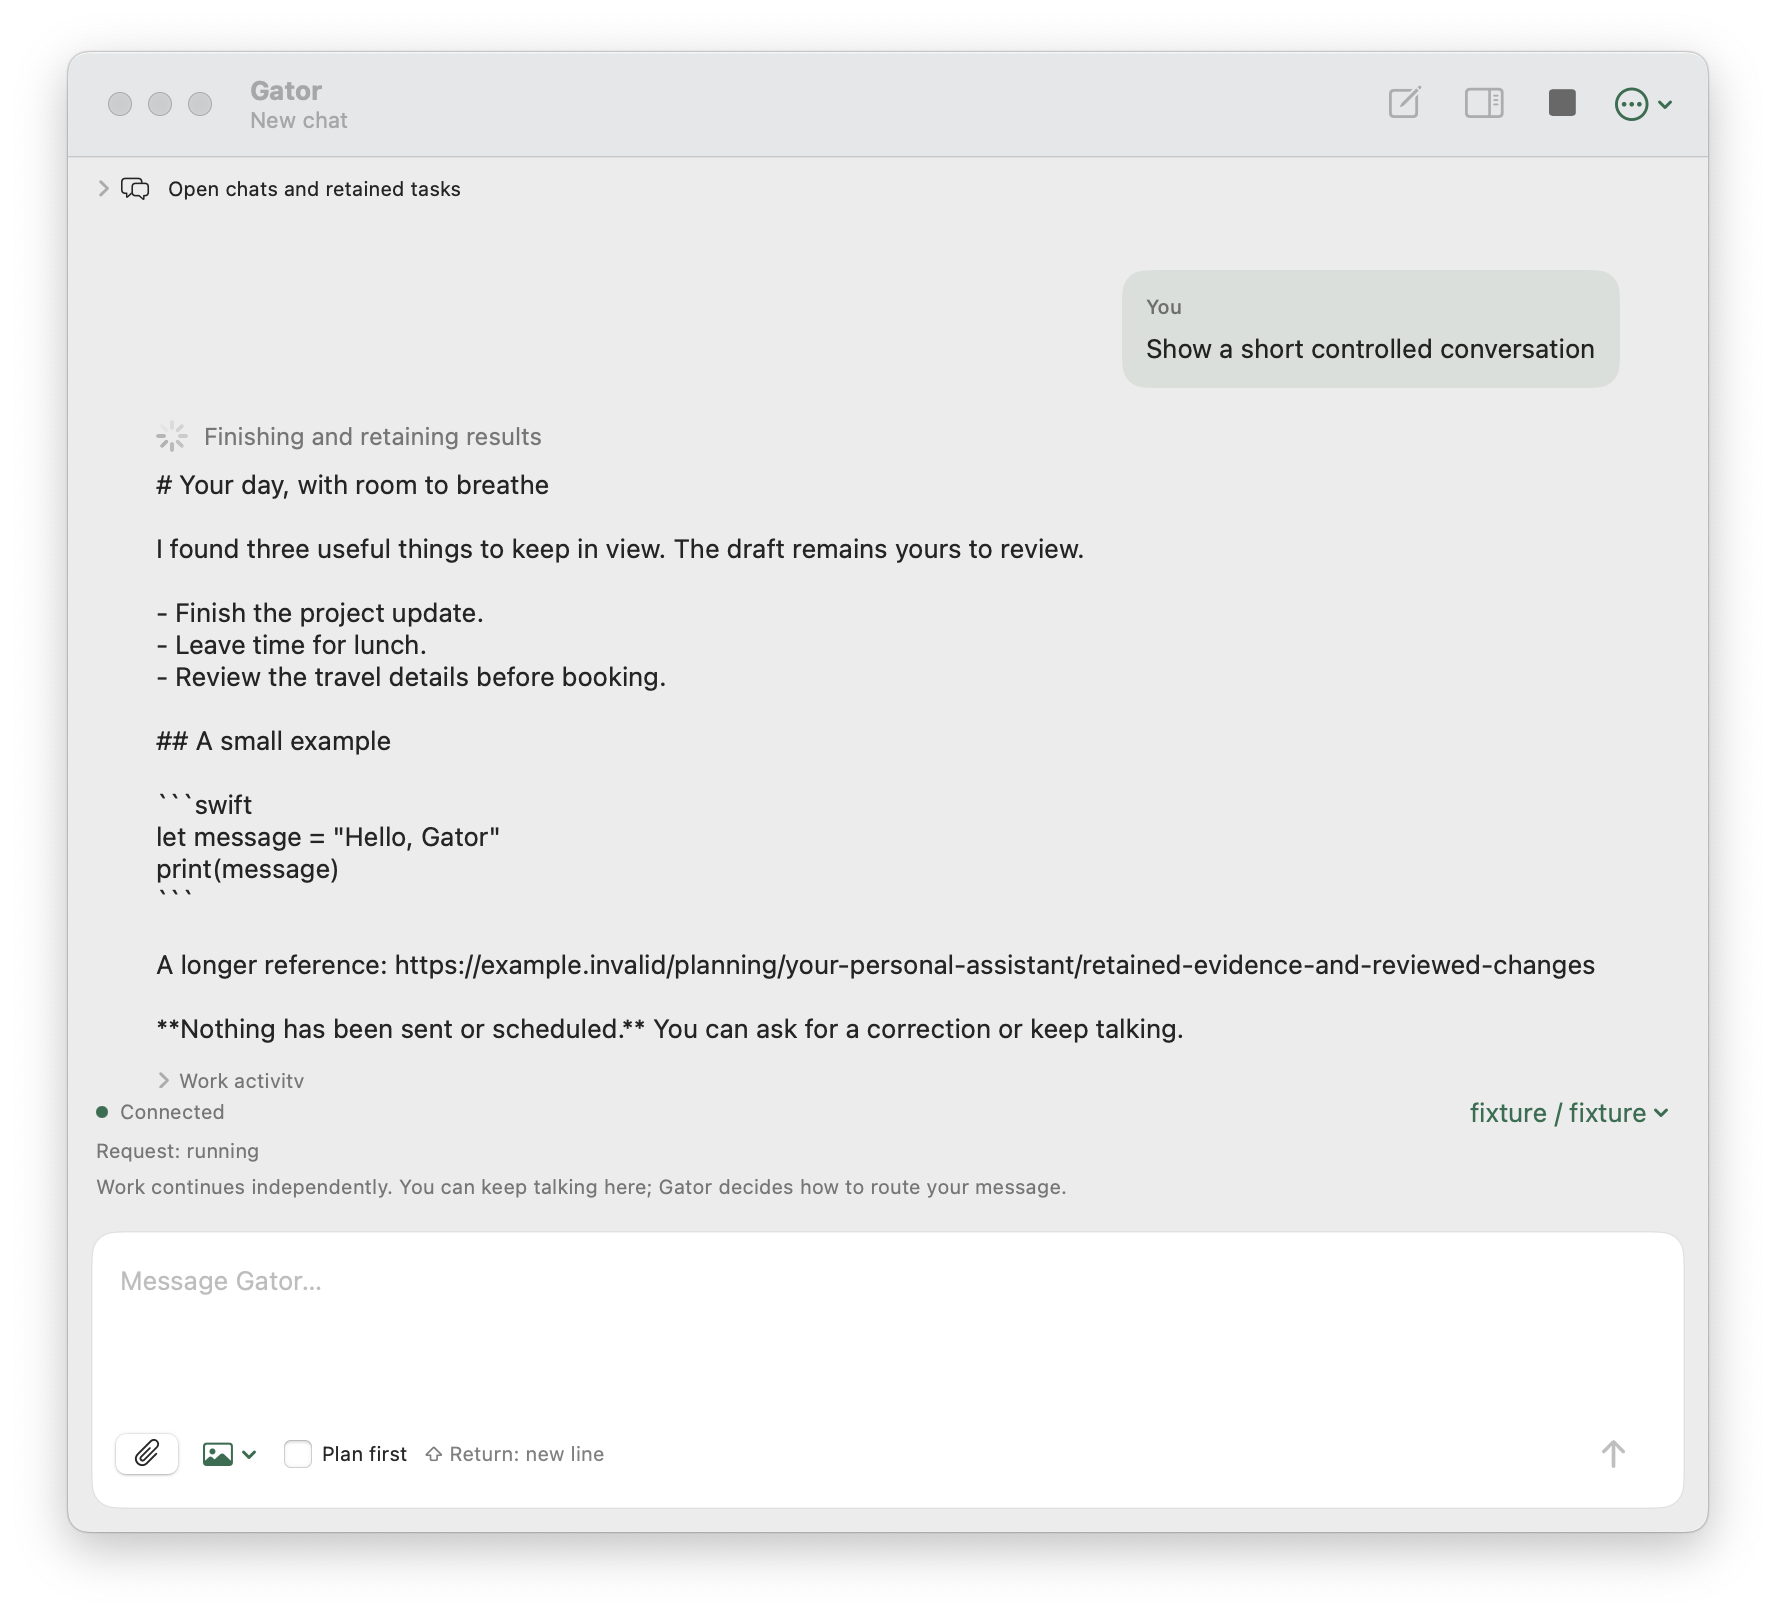 Gator
New chat
Open chats and retained tasks
You
Show a short controlled conversation
Finishing and retaining results
# Your day, with room to breathe
I found three useful things to keep in view. The draft remains yours to review.
- Finish the project update.
- Leave time for lunch.
- Review the travel details before booking.
## A small example
```swift
let message = "Hello, Gator"
print(message)
```
A longer reference: https://example.invalid/planning/your-personal-assistant/retained-evidence-and-reviewed-changes
**Nothing has been sent or scheduled.** You can ask for a correction or keep talking.
Work activity
Connected
fixture / fixture
Request: running
Work continues independently. You can keep talking here; Gator decides how to route your message.
Message Gator...
Plan first
⇧ Return: new line